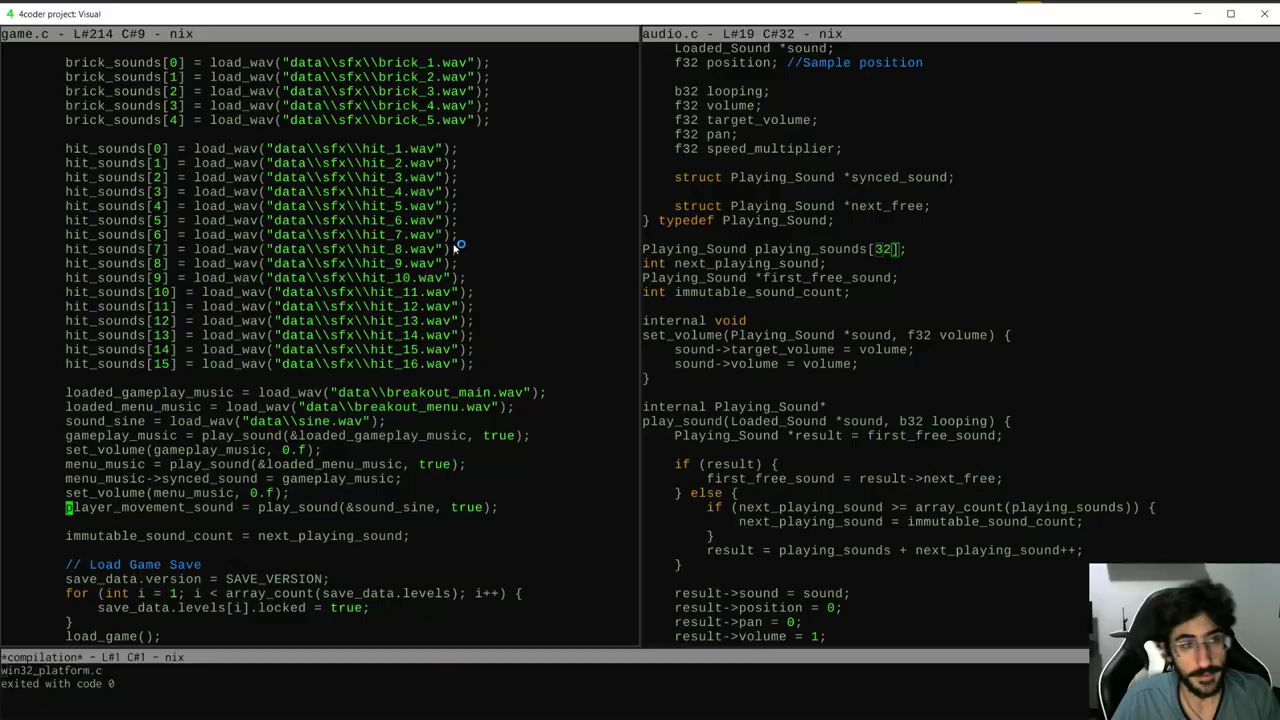 4 4coder project: Visual
game.c - L#214 C#9 - nix
brick_sounds[0] = load_wav("data\\sfx\\brick_1.wav");
brick_sounds[1] = load_wav("data\\sfx\\brick_2.wav");
brick_sounds[2] = load_wav("data\\sfx\\brick_3.wav");
brick_sounds[3] = load_wav("data\\sfx\\brick_4.wav");
brick_sounds[4] = load_wav("data\\sfx\\brick_5.wav");
hit_sounds[0] = load_wav("data\\sfx\\hit_1.wav");
hit_sounds[1] = load_wav("data\\sfx\\hit_2.wav");
hit_sounds[2] = load_wav("data\\sfx\\hit_3.wav");
hit_sounds[3] = load_wav("data\\sfx\\hit_4.wav");
hit_sounds[4] = load_wav("data\\sfx\\hit_5.wav");
hit_sounds[5] = load_wav("data\\sfx\\hit_6.wav");
hit_sounds[6] = load_wav("data\\sfx\\hit_7.wav");
hit_sounds[7] = load_wav("data\\sfx\\hit_8.wav");
hit_sounds[8] = load_wav("data\\sfx\\hit_9.wav");
hit_sounds[9] = load_wav("data\\sfx\\hit_10.wav");
hit_sounds[10] = load_wav("data\\sfx\\hit_11.wav");
hit_sounds[11] = load_wav("data\\sfx\\hit_12.wav");
hit_sounds[12] = load_wav("data\\sfx\\hit_13.wav");
hit_sounds[13] = load_wav("data\\sfx\\hit_14.wav");
hit_sounds[14] = load_wav("data\\sfx\\hit_15.wav");
hit_sounds[15] = load_wav("data\\sfx\\hit_16.wav");
loaded_gameplay_music = load_wav("data\\breakout_main.wav");
loaded_menu_music = load_wav("data\\breakout_menu.wav");
sound_sine = load_wav("data\\sine.wav");
gameplay_music = play_sound(&loaded_gameplay_music, true);
set_volume(gameplay_music, 0.f);
menu_music = play_sound(&loaded_menu_music, true);
menu_music->synced_sound = gameplay_music;
set_volume(menu_music, 0.f);
player_movement_sound = play_sound(&sound_sine, true);
immutable_sound_count = next_playing_sound;
// Load Game Save
save_data.version = SAVE_VERSION;
for (int i = 1; i < array_count(save_data.levels); i++) {
save_data.levels[i].locked = true;
}
load_game();
audio.c - L#19 C#32 - nix
Loaded_Sound *sound;
f32 position; //Sample position
b32 looping;
f32 volume;
f32 target_volume;
f32 pan;
f32 speed_multiplier;
struct Playing_Sound *synced_sound;
struct Playing_Sound *next_free;
} typedef Playing_Sound;
Playing_Sound playing_sounds[32];
int next_playing_sound;
Playing_Sound *first_free_sound;
int immutable_sound_count;
internal void
set_volume(Playing_Sound *sound, f32 volume) {
sound->target_volume = volume;
sound->volume = volume;
}
internal Playing_Sound*
play_sound(Loaded_Sound *sound, b32 looping) {
Playing_Sound *result = first_free_sound;
if (result) {
first_free_sound = result->next_free;
} else {
if (next_playing_sound >= array_count(playing_sounds)) {
next_playing_sound = immutable_sound_count;
}
result = playing_sounds + next_playing_sound++;
}
result->sound = sound;
result->position = 0;
result->pan = 0;
result->volume = 1;
*compilation* - L#1 C#1 - nix
win32_platform.c
exited with code 0